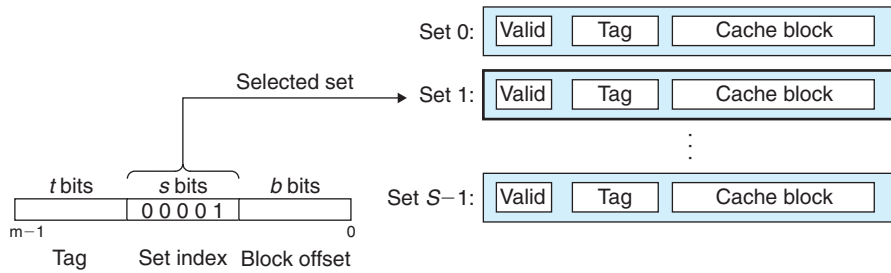 Set 0: Valid Tag Cache block
Selected set
Set 1: Valid Tag Cache block
⋮
t bits s bits b bits
Set S−1: Valid Tag Cache block
0 0 0 0 1
m−1 0
Tag Set index Block offset